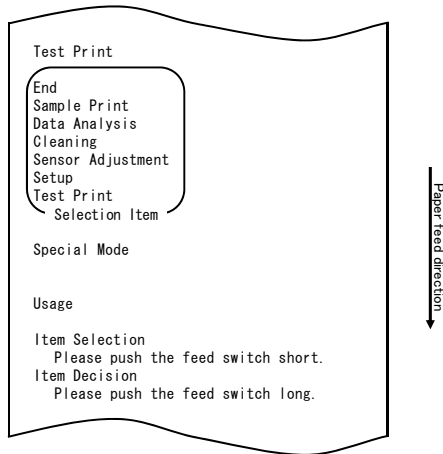 Test Print
End
Sample Print
Data Analysis
Cleaning
Sensor Adjustment
Setup
Test Print
Selection Item
Special Mode
Usage
Item Selection
Please push the feed switch short.
Item Decision
Please push the feed switch long.
Paper feed direction